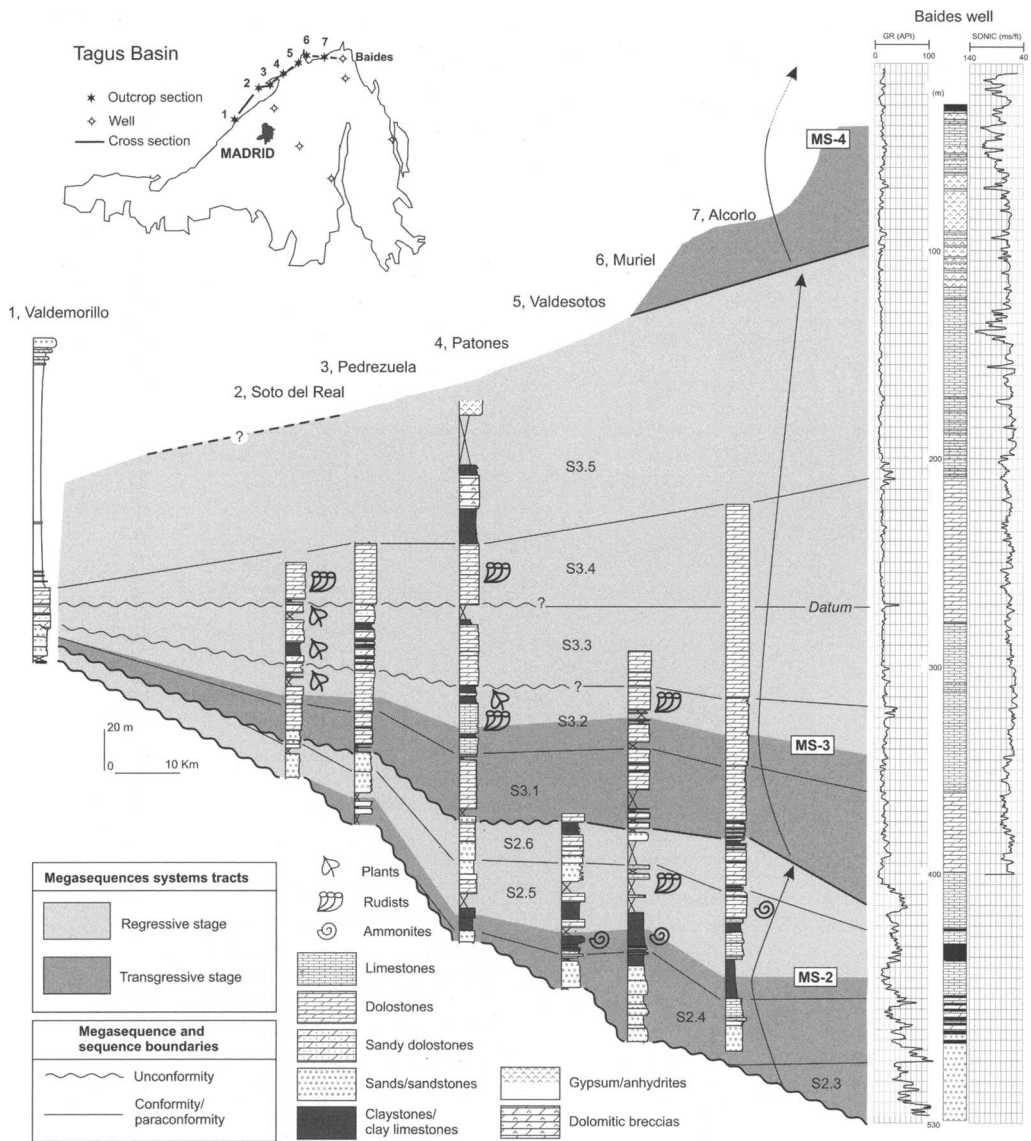 Baides well
GR (API)
0 100
SONIC (ms/ft)
140 40
(m)
100
200
300
400
530
Tagus Basin
Outcrop section
Well
Cross section
1
2
3
4
5
6
7
Baides
MADRID
1, Valdemorillo
2, Soto del Real
3, Pedrezuela
4, Patones
5, Valdesotos
6, Muriel
7, Alcorlo
MS-4
?
S3.5
S3.4
?
Datum
S3.3
?
S3.2
MS-3
S3.1
S2.6
S2.5
MS-2
S2.4
S2.3
20 m
0
0 10 Km
Megasequences systems tracts
Regressive stage
Transgressive stage
Megasequence and
sequence boundaries
Unconformity
Conformity/
paraconformity
Plants
Rudists
Ammonites
Limestones
Dolostones
Sandy dolostones
Sands/sandstones
Claystones/
clay limestones
Gypsum/anhydrites
Dolomitic breccias